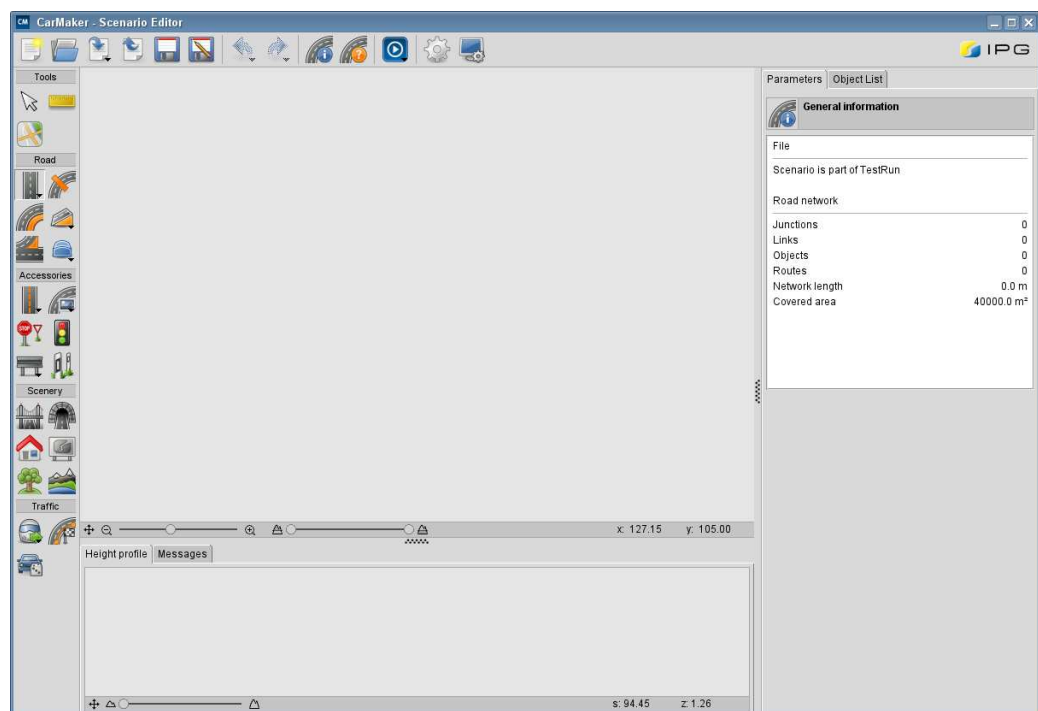 CM CarMaker - Scenario Editor
IPG
Tools
Road
Accessories
STOP
Scenery
Traffic
x: 127.15 y: 105.00
Height profile Messages
s: 94.45 z: 1.26
Parameters Object List
General information
File
Scenario is part of TestRun
Road network
Junctions 0
Links 0
Objects 0
Routes 0
Network length 0.0 m
Covered area 40000.0 m²